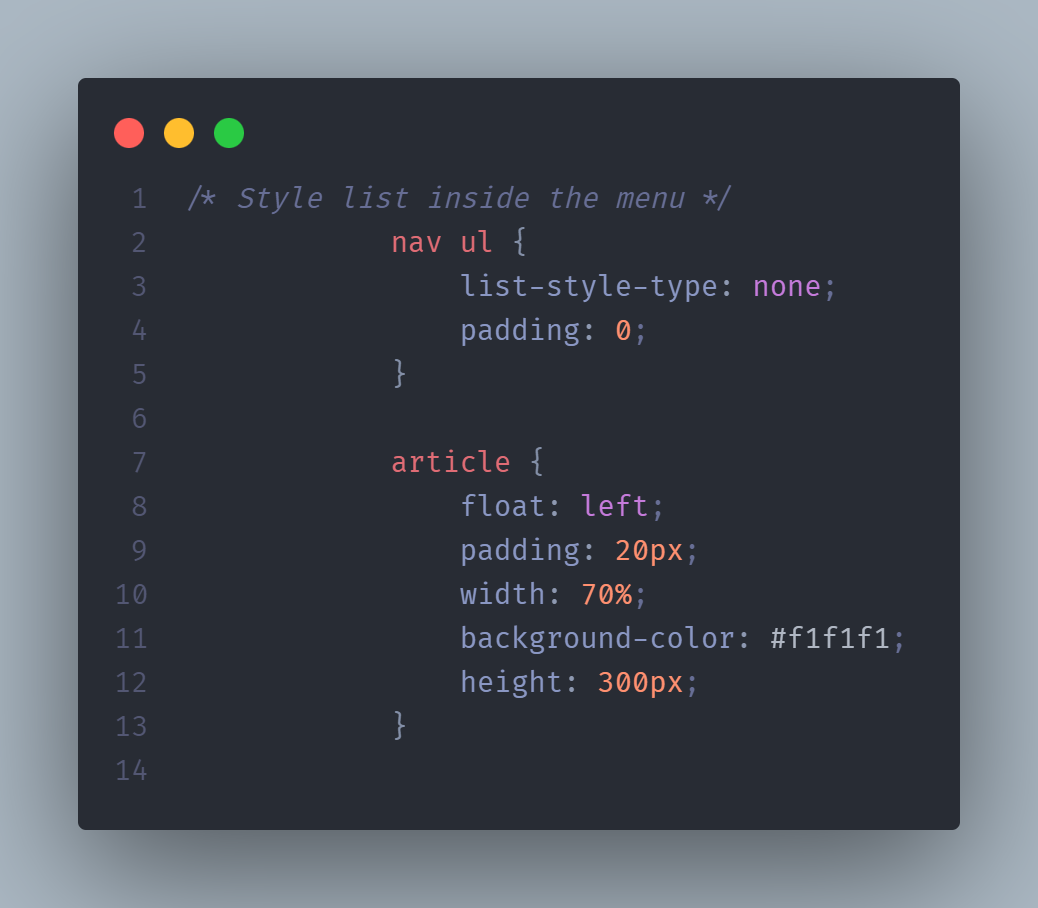 1 /* Style list inside the menu */
2             nav ul {
3                 list-style-type: none;
4                 padding: 0;
5             }
6
7             article {
8                 float: left;
9                 padding: 20px;
10                 width: 70%;
11                 background-color: #f1f1f1;
12                 height: 300px;
13             }
14